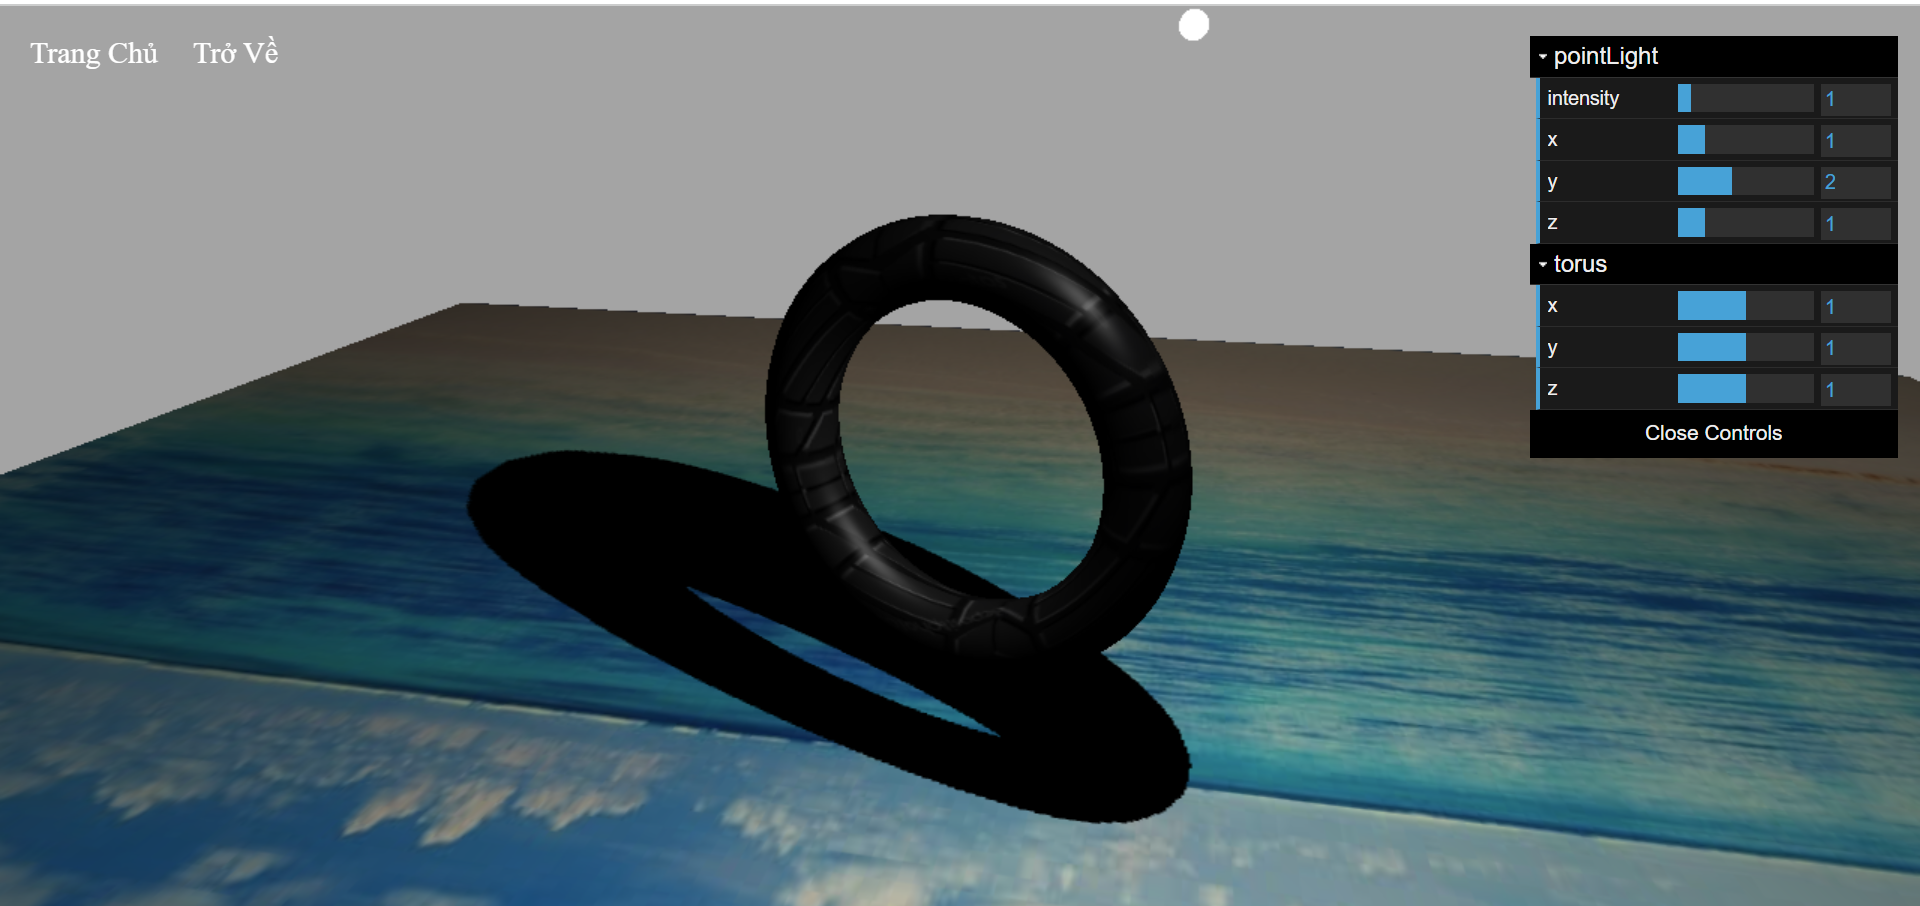 Trang Chủ Trở Về
pointLight
intensity 1
x 1
y 2
z 1
torus
x 1
y 1
z 1
Close Controls